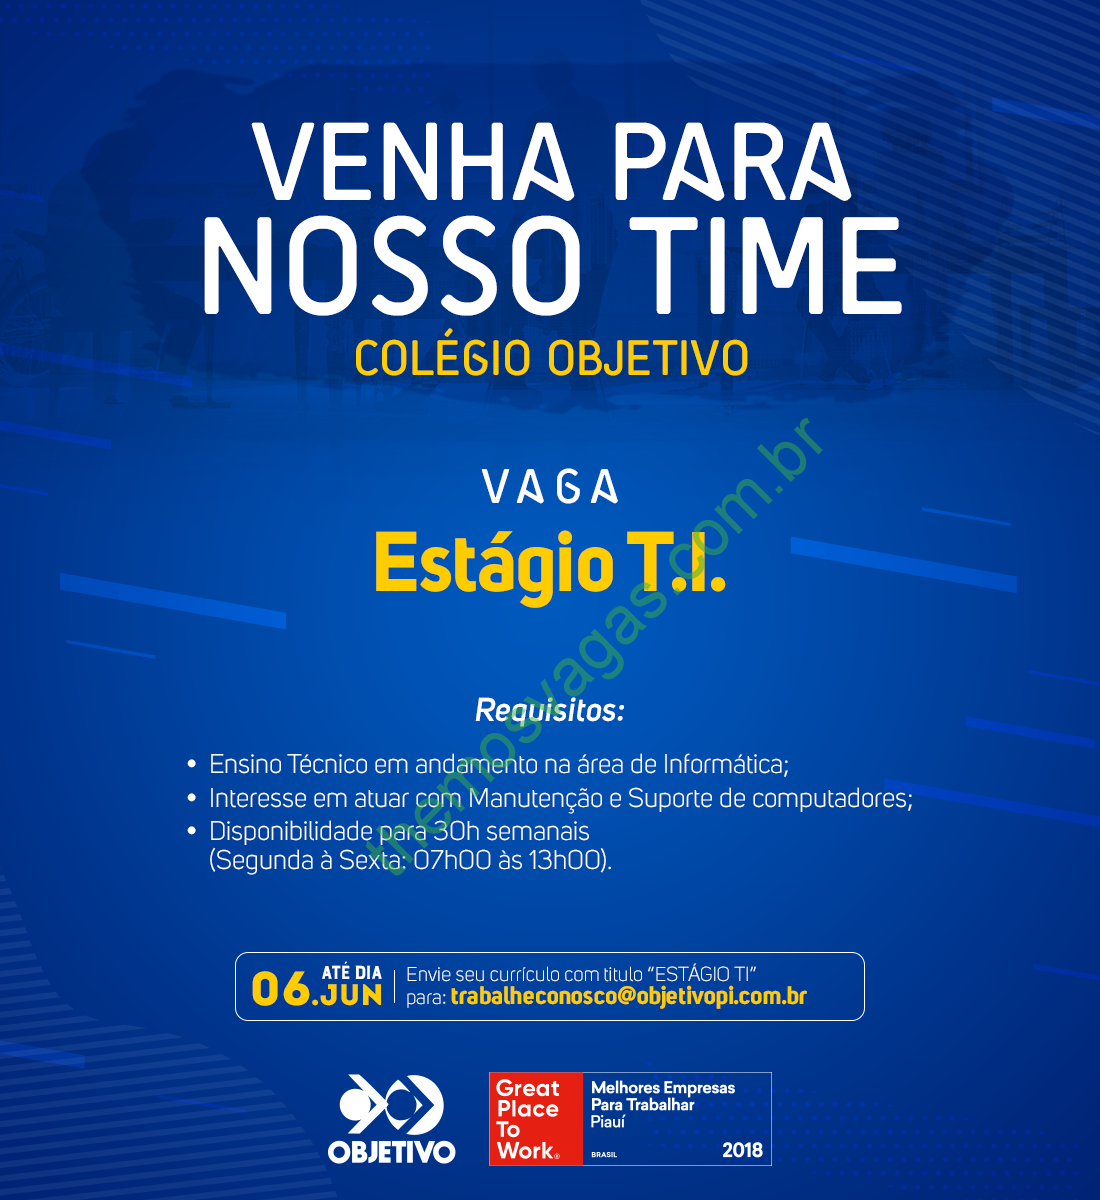 VENHA PARA
NOSSO TIME
COLÉGIO OBJETIVO
VAGA
Estágio T.I.
Requisitos:
• Ensino Técnico em andamento na área de Informática;
• Interesse em atuar com Manutenção e Suporte de computadores;
• Disponibilidade para 30h semanais
(Segunda à Sexta: 07h00 às 13h00).
themosvagas.com.br
ATÉ DIA
06.JUN
Envie seu currículo com titulo “ESTÁGIO TI”
para: trabalheconosco@objetivopi.com.br
OBJETIVO
Great
Place
To
Work®
Melhores Empresas
Para Trabalhar
Piauí
BRASIL
2018